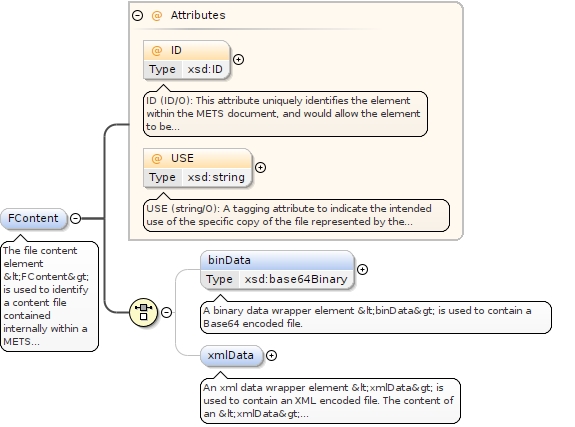 @ Attributes
@ ID
Type xsd:ID
ID (ID/O): This attribute uniquely identifies the element
within the METS document, and would allow the element
to be...
@ USE
Type xsd:string
USE (string/O): A tagging attribute to indicate the intended
use of the specific copy of the file represented by the...
FContent
The file content
element
&lt;FContent&gt;
is used to identify
a content file
contained
internally within a
METS...
binData
Type xsd:base64Binary
A binary data wrapper element &lt;binData&gt; is used to contain a
Base64 encoded file.
xmlData
An xml data wrapper element &lt;xmlData&gt; is
used to contain an XML encoded file. The content of
an &lt;xmlData&gt;...